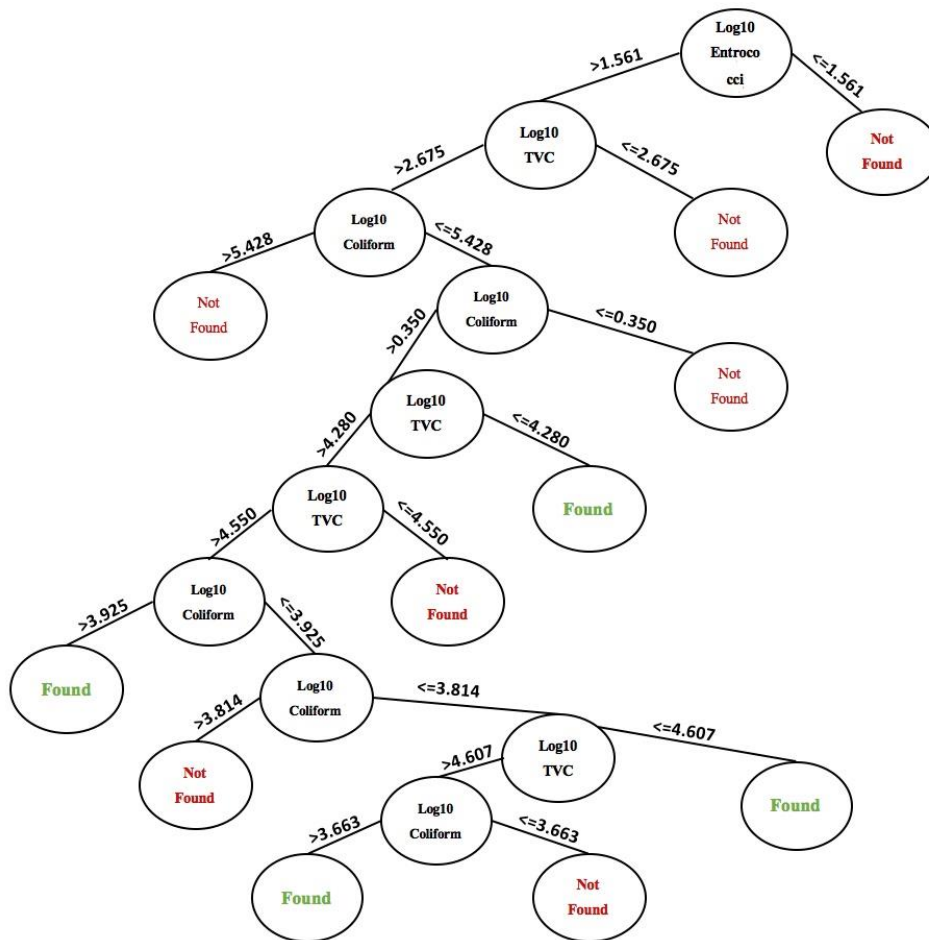 Log10
Entroco
cci
>1.561
<=1.561
Log10
TVC
Not
Found
>2.675
<=2.675
Log10
Coliform
Not
Found
>5.428
<=5.428
Not
Found
Log10
Coliform
>0.350
<=0.350
Not
Found
Log10
TVC
>4.280
<=4.280
Log10
TVC
Found
>4.550
<=4.550
Log10
Coliform
Not
Found
>3.925
<=3.925
Found
Log10
Coliform
>3.814
<=3.814
Not
Found
Log10
TVC
>4.607
<=4.607
Found
Log10
Coliform
>3.663
<=3.663
Found
Not
Found